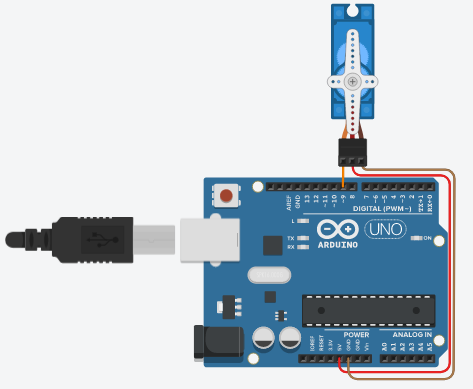 AREF
GND
13
12
~11
~10
~9
8
7
~6
~5
4
~3
2
TX→1
RX←0
DIGITAL (PWM~)
L
TX
RX
ARDUINO
UNO
ON
POWER
ANALOG IN
IOREF
RESET
3.3V
5V
GND
GND
Vin
A0
A1
A2
A3
A4
A5